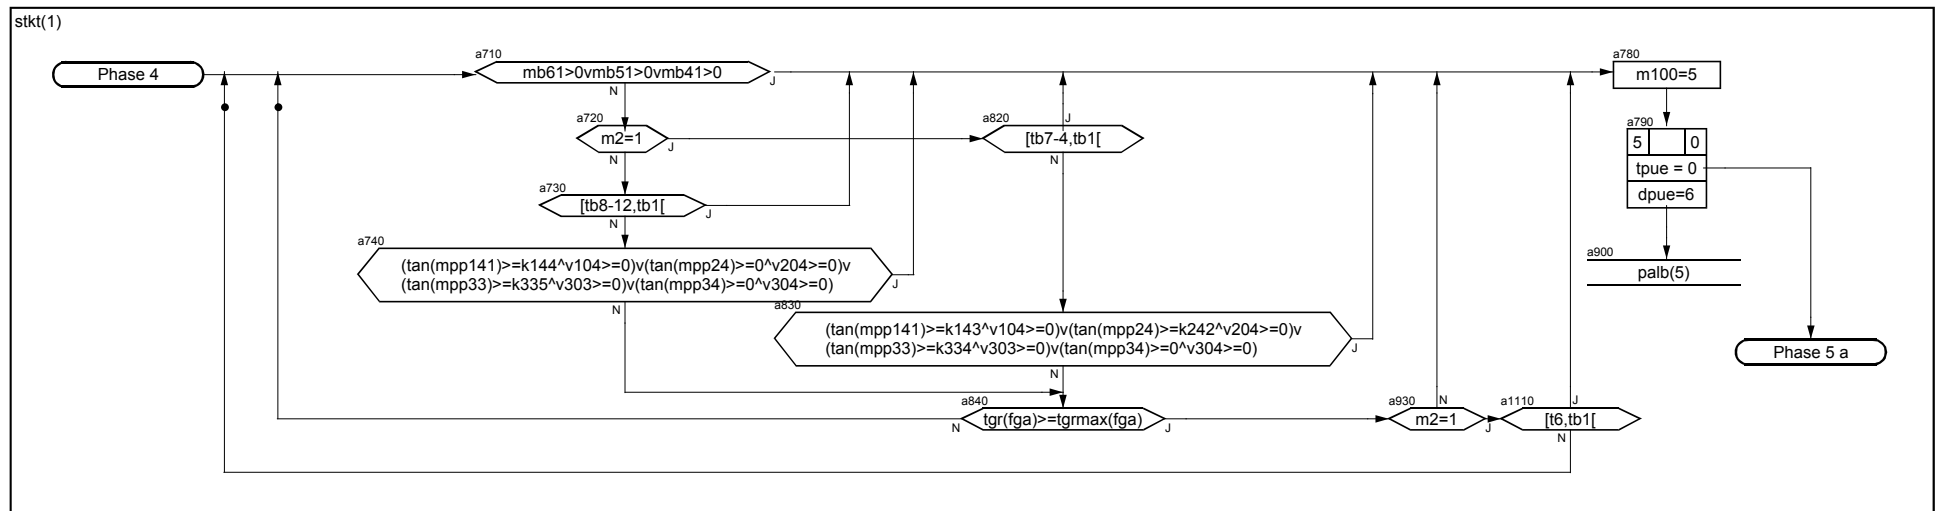 stkt(1)
Phase 4
a710
mb61>0vmb51>0vmb41>0
J
N
a720
m2=1
J
N
a730
[tb8-12,tb1[
J
N
a740
(tan(mpp141)>=k144^v104>=0)v(tan(mpp24)>=0^v204>=0)v
(tan(mpp33)>=k335^v303>=0)v(tan(mpp34)>=0^v304>=0)
J
N
a820
J
[tb7-4,tb1[
N
a830
(tan(mpp141)>=k143^v104>=0)v(tan(mpp24)>=k242^v204>=0)v
(tan(mpp33)>=k334^v303>=0)v(tan(mpp34)>=0^v304>=0)
J
N
a840
tgr(fga)>=tgrmax(fga)
N
J
a930
N
m2=1
J
a1110
J
[t6,tb1[
N
a780
m100=5
a790
5 0
tpue = 0
dpue=6
a900
palb(5)
Phase 5 a